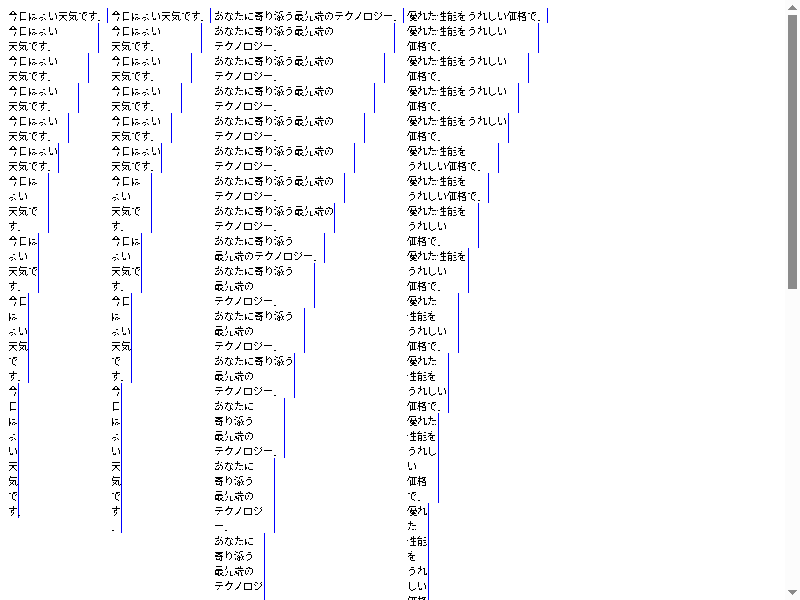 今日はよい天気です。
今日はよい
天気です。
今日はよい
天気です。
今日はよい
天気です。
今日はよい
天気です。
今日はよい
天気です。
今日は
よい
天気で
す。
今日は
よい
天気で
す。
今日
は
よい
天気
で
す。
今
日
は
よ
い
天
気
で
す。
今日はよい天気です。
今日はよい
天気です。
今日はよい
天気です。
今日はよい
天気です。
今日はよい
天気です。
今日はよい
天気です。
今日は
よい
天気で
す。
今日は
よい
天気で
す。
今日
は
よい
天気
で
す。
今
日
は
よ
い
天
気
で
す
。
あなたに寄り添う最先端のテクノロジー。
あなたに寄り添う最先端の
テクノロジー。
あなたに寄り添う最先端の
テクノロジー。
あなたに寄り添う最先端の
テクノロジー。
あなたに寄り添う最先端の
テクノロジー。
あなたに寄り添う最先端の
テクノロジー。
あなたに寄り添う最先端の
テクノロジー。
あなたに寄り添う最先端の
テクノロジー。
あなたに寄り添う
最先端のテクノロジー。
あなたに寄り添う
最先端の
テクノロジー。
あなたに寄り添う
最先端の
テクノロジー。
あなたに寄り添う
最先端の
テクノロジー。
あなたに
寄り添う
最先端の
テクノロジー。
あなたに
寄り添う
最先端の
テクノロジ
ー。
あなたに
寄り添う
最先端の
テクノロジ
優れた性能をうれしい価格で。
優れた性能をうれしい
価格で。
優れた性能をうれしい
価格で。
優れた性能をうれしい
価格で。
優れた性能をうれしい
価格で。
優れた性能を
うれしい価格で。
優れた性能を
うれしい価格で。
優れた性能を
うれしい
価格で。
優れた性能を
うれしい
価格で。
優れた
性能を
うれしい
価格で。
優れた
性能を
うれしい
価格で。
優れた
性能を
うれし
い
価格
で。
優れ
た
性能
を
うれ
しい